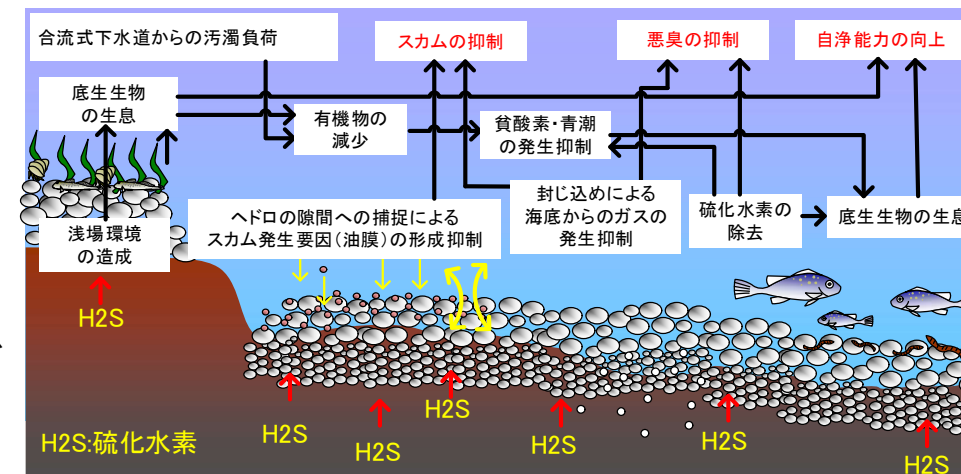 合流式下水道からの汚濁負荷
スカムの抑制
悪臭の抑制
自浄能力の向上
底生生物
の生息
有機物の
減少
貧酸素・青潮
の発生抑制
ヘドロの隙間への捕捉による
スカム発生要因(油膜)の形成抑制
封じ込めによる
海底からのガスの
発生抑制
硫化水素の
除去
底生生物の生息
浅場環境
の造成
H2S
H2S
H2S
H2S
H2S
H2S
H2S
H2S:硫化水素